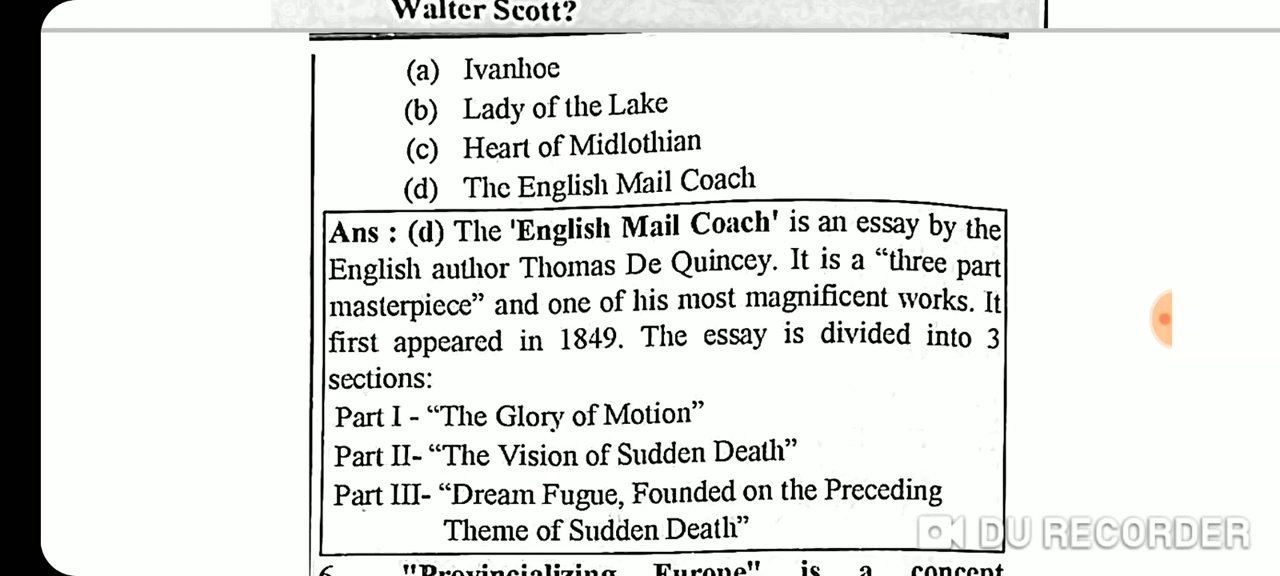 Walter Scott?
(a) Ivanhoe
(b) Lady of the Lake
(c) Heart of Midlothian
(d) The English Mail Coach
Ans : (d) The 'English Mail Coach' is an essay by the
English author Thomas De Quincey. It is a “three part
masterpiece” and one of his most magnificent works. It
first appeared in 1849. The essay is divided into 3
sections:
Part I - “The Glory of Motion”
Part II- “The Vision of Sudden Death”
Part III- “Dream Fugue, Founded on the Preceding
Theme of Sudden Death”
DU RECORDER
6. "Provincializing Europe" is a concept